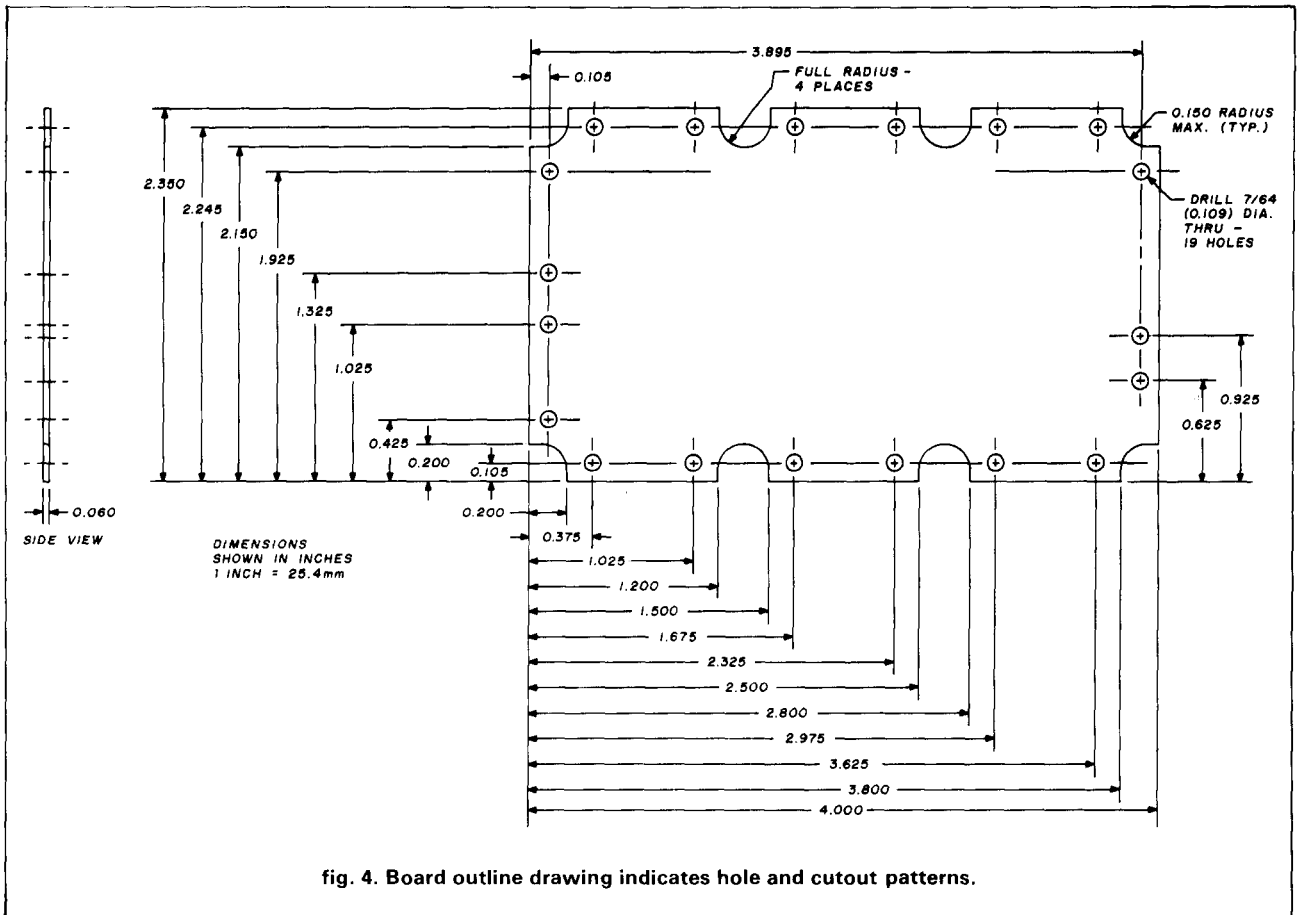 3.895
0.105
FULL RADIUS -
4 PLACES
0.150 RADIUS
MAX. (TYP.)
2.350
2.245
2.150
1.925
1.325
1.025
DRILL 7/64
(0.109) DIA.
THRU -
19 HOLES
0.925
0.625
0.425
0.200
0.105
0.060
SIDE VIEW
DIMENSIONS
SHOWN IN INCHES
1 INCH = 25.4mm
0.200
0.375
1.025
1.200
1.500
1.675
2.325
2.500
2.800
2.975
3.625
3.800
4.000
fig. 4. Board outline drawing indicates hole and cutout patterns.